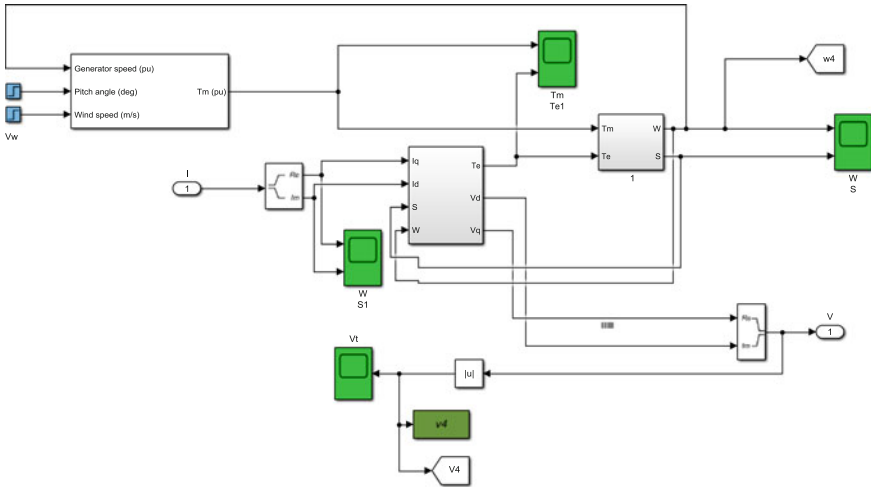 Generator speed (pu)
Pitch angle (deg)
Wind speed (m/s)
Tm (pu)
Vw
Tm
Te1
w4
Tm
Te
W
S
1
W
S
I
1
Re
Im
Iq
Id
S
W
Te
Vd
Vq
W
S1
Re
Im
V
1
Vt
|u|
v4
V4